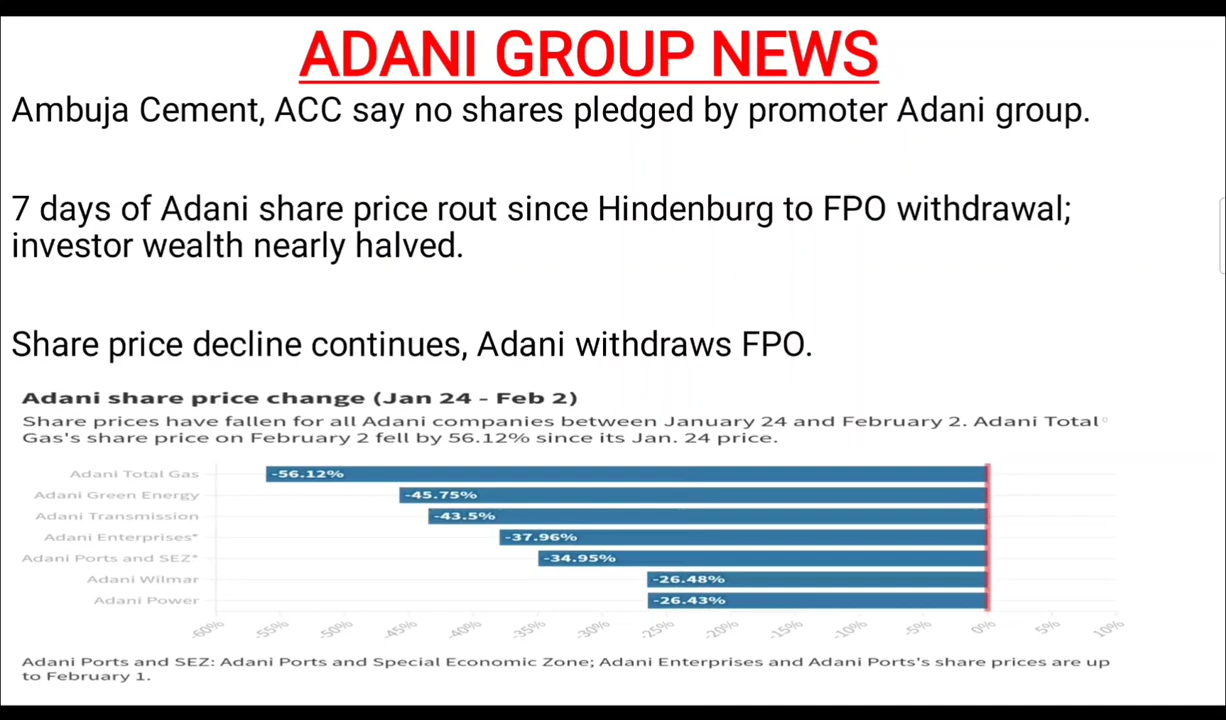 ADANI GROUP NEWS
Ambuja Cement, ACC say no shares pledged by promoter Adani group.
7 days of Adani share price rout since Hindenburg to FPO withdrawal;
investor wealth nearly halved.
Share price decline continues, Adani withdraws FPO.
Adani share price change (Jan 24 - Feb 2)
Share prices have fallen for all Adani companies between January 24 and February 2. Adani Total
Gas's share price on February 2 fell by 56.12% since its Jan. 24 price.
Adani Total Gas -56.12%
Adani Green Energy -45.75%
Adani Transmission -43.5%
Adani Enterprises* -37.96%
Adani Ports and SEZ* -34.95%
Adani Wilmar -26.48%
Adani Power -26.43%
-60% -55% -50% -45% -40% -35% -30% -25% -20% -15% -10% -5% 0% 5% 10%
Adani Ports and SEZ: Adani Ports and Special Economic Zone; Adani Enterprises and Adani Ports's share prices are up
to February 1.